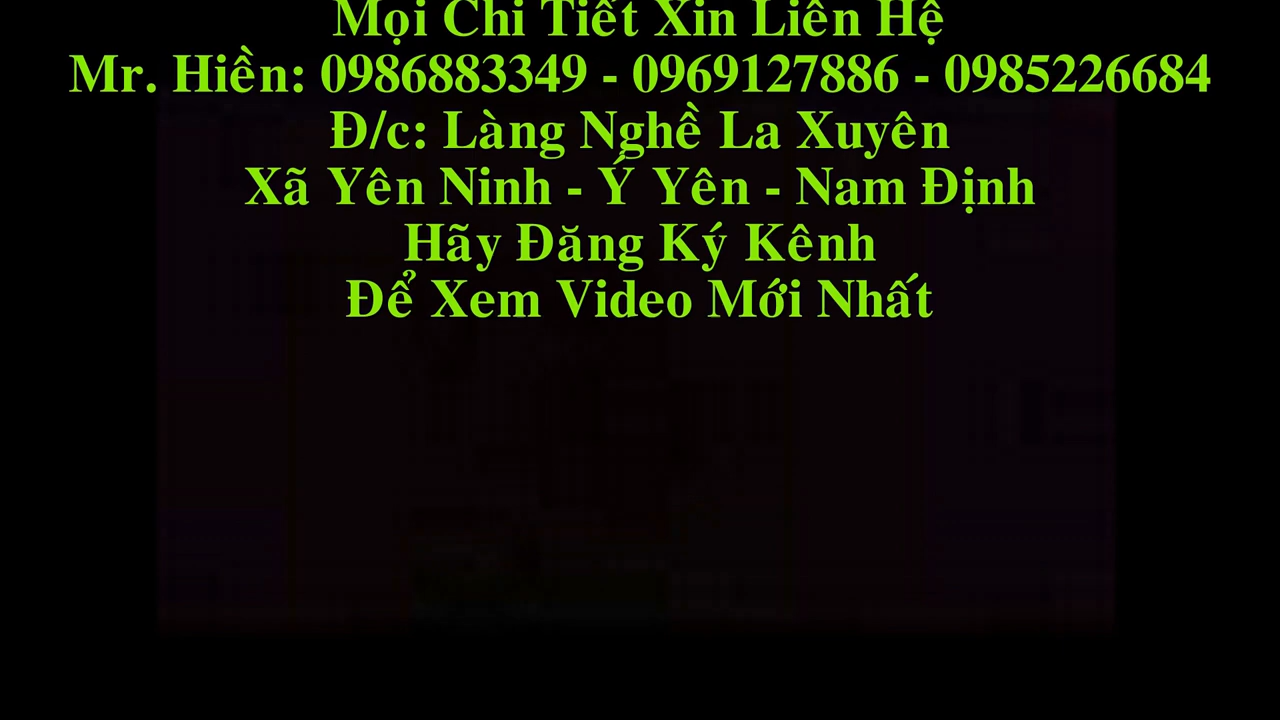 Mọi Chi Tiết Xin Liên Hệ
Mr. Hiền: 0986883349 - 0969127886 - 0985226684
Đ/c: Làng Nghề La Xuyên
Xã Yên Ninh - Ý Yên - Nam Định
Hãy Đăng Ký Kênh
Để Xem Video Mới Nhất